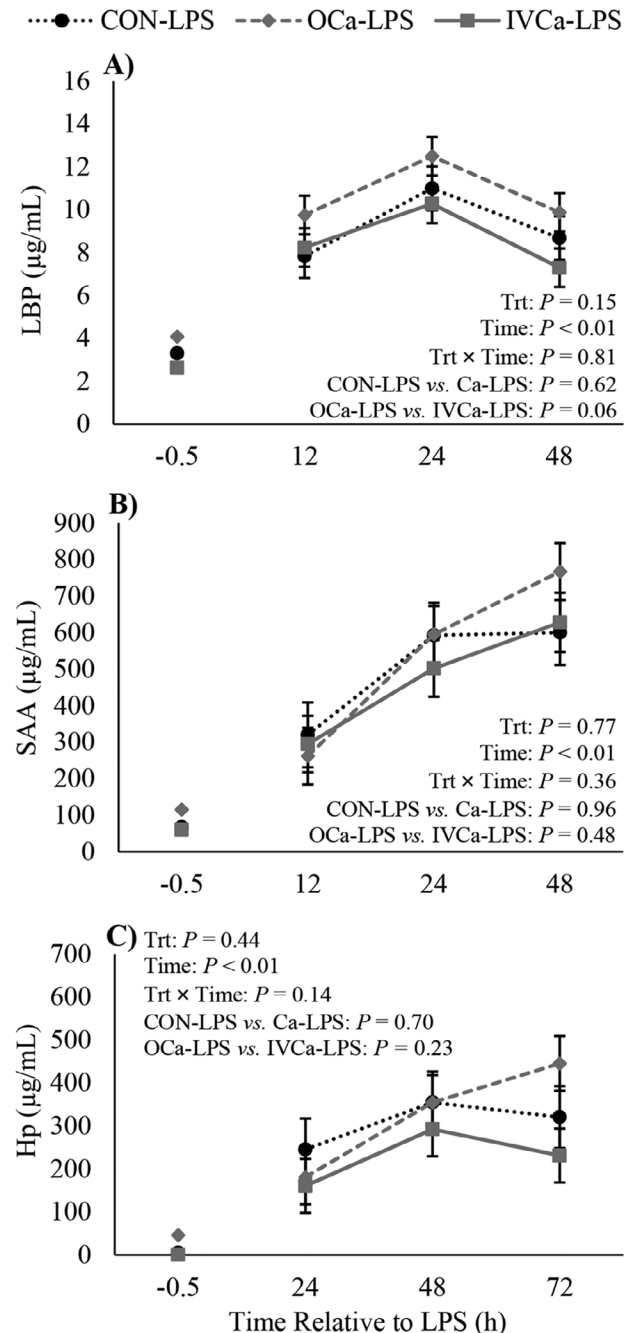 CON-LPS OCa-LPS IVCa-LPS
A)
16
14
12
10
8
6
4
2
0
LBP (µg/mL)
Trt: P = 0.15
Time: P < 0.01
Trt × Time: P = 0.81
CON-LPS vs. Ca-LPS: P = 0.62
OCa-LPS vs. IVCa-LPS: P = 0.06
-0.5 12 24 48
B)
900
800
700
600
500
400
300
200
100
0
SAA (µg/mL)
Trt: P = 0.77
Time: P < 0.01
Trt × Time: P = 0.36
CON-LPS vs. Ca-LPS: P = 0.96
OCa-LPS vs. IVCa-LPS: P = 0.48
-0.5 12 24 48
C)
Trt: P = 0.44
Time: P < 0.01
Trt × Time: P = 0.14
CON-LPS vs. Ca-LPS: P = 0.70
OCa-LPS vs. IVCa-LPS: P = 0.23
700
600
500
400
300
200
100
0
Hp (µg/mL)
-0.5 24 48 72
Time Relative to LPS (h)